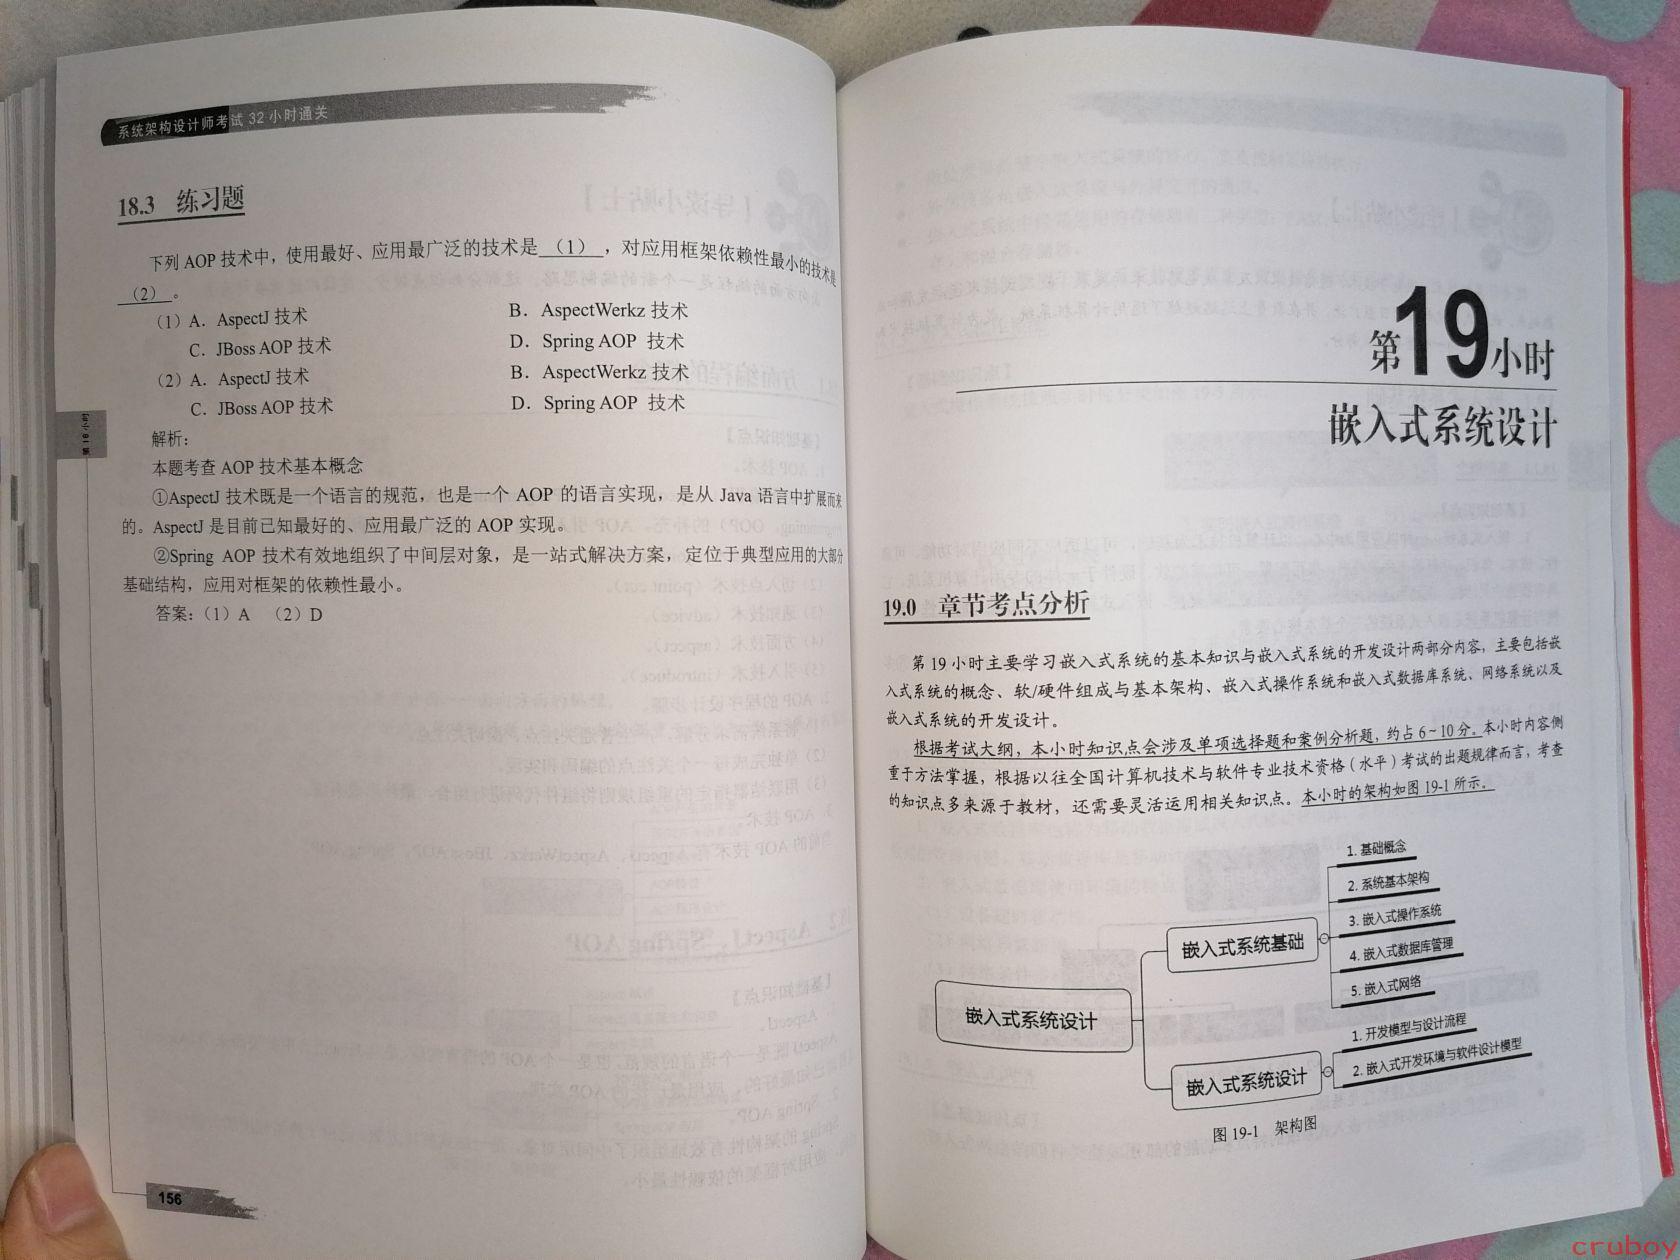 系统架构设计师考试 32 小时通关
18.3 练习题
下列 AOP 技术中，使用最好、应用最广泛的技术是 （1） ，对应用框架依赖性最小的技术是
（2） 。
（1）A．AspectJ 技术 B．AspectWerkz 技术
C．JBoss AOP 技术 D．Spring AOP 技术
（2）A．AspectJ 技术 B．AspectWerkz 技术
C．JBoss AOP 技术 D．Spring AOP 技术
解析：
本题考查 AOP 技术基本概念
①AspectJ 技术既是一个语言的规范，也是一个 AOP 的语言实现，是从 Java 语言中扩展而来
的。AspectJ 是目前已知最好的、应用最广泛的 AOP 实现。
②Spring AOP 技术有效地组织了中间层对象，是一站式解决方案，定位于典型应用的大部分
基础结构，应用对框架的依赖性最小。
答案：（1）A （2）D
第 18 小时
156
第19小时
嵌入式系统设计
19.0 章节考点分析
第 19 小时主要学习嵌入式系统的基本知识与嵌入式系统的开发设计两部分内容，主要包括嵌
入式系统的概念、软/硬件组成与基本架构、嵌入式操作系统和嵌入式数据库系统、网络系统以及
嵌入式系统的开发设计。
根据考试大纲，本小时知识点会涉及单项选择题和案例分析题，约占 6~10 分。本小时内容侧
重于方法掌握，根据以往全国计算机技术与软件专业技术资格（水平）考试的出题规律而言，考查
的知识点多来源于教材，还需要灵活运用相关知识点。本小时的架构如图 19-1 所示。
嵌入式系统设计
嵌入式系统基础
1. 基础概念
2. 系统基本架构
3. 嵌入式操作系统
4. 嵌入式数据库管理
5. 嵌入式网络
嵌入式系统设计
1. 开发模型与设计流程
2. 嵌入式开发环境与软件设计模型
图 19-1 架构图
cruboy